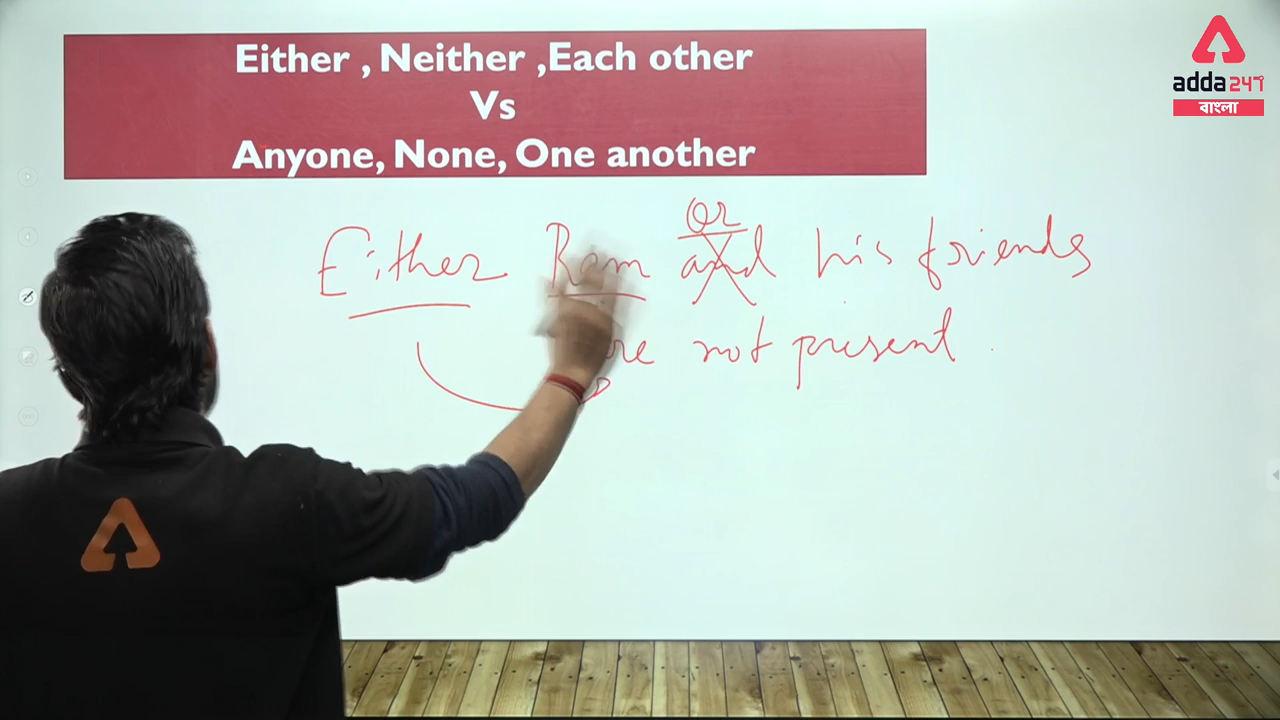 Either , Neither ,Each other
Vs
Anyone, None, One another
adda247
বাংলা
or
Either Ram and his friends
not present.